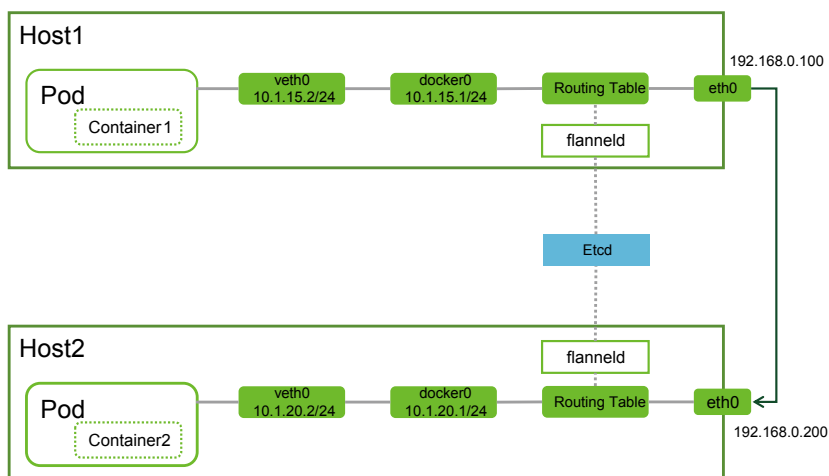 Host1
192.168.0.100
Pod
Container1
veth0
10.1.15.2/24
docker0
10.1.15.1/24
Routing Table
eth0
flanneld
Etcd
Host2
flanneld
Pod
Container2
veth0
10.1.20.2/24
docker0
10.1.20.1/24
Routing Table
eth0
192.168.0.200